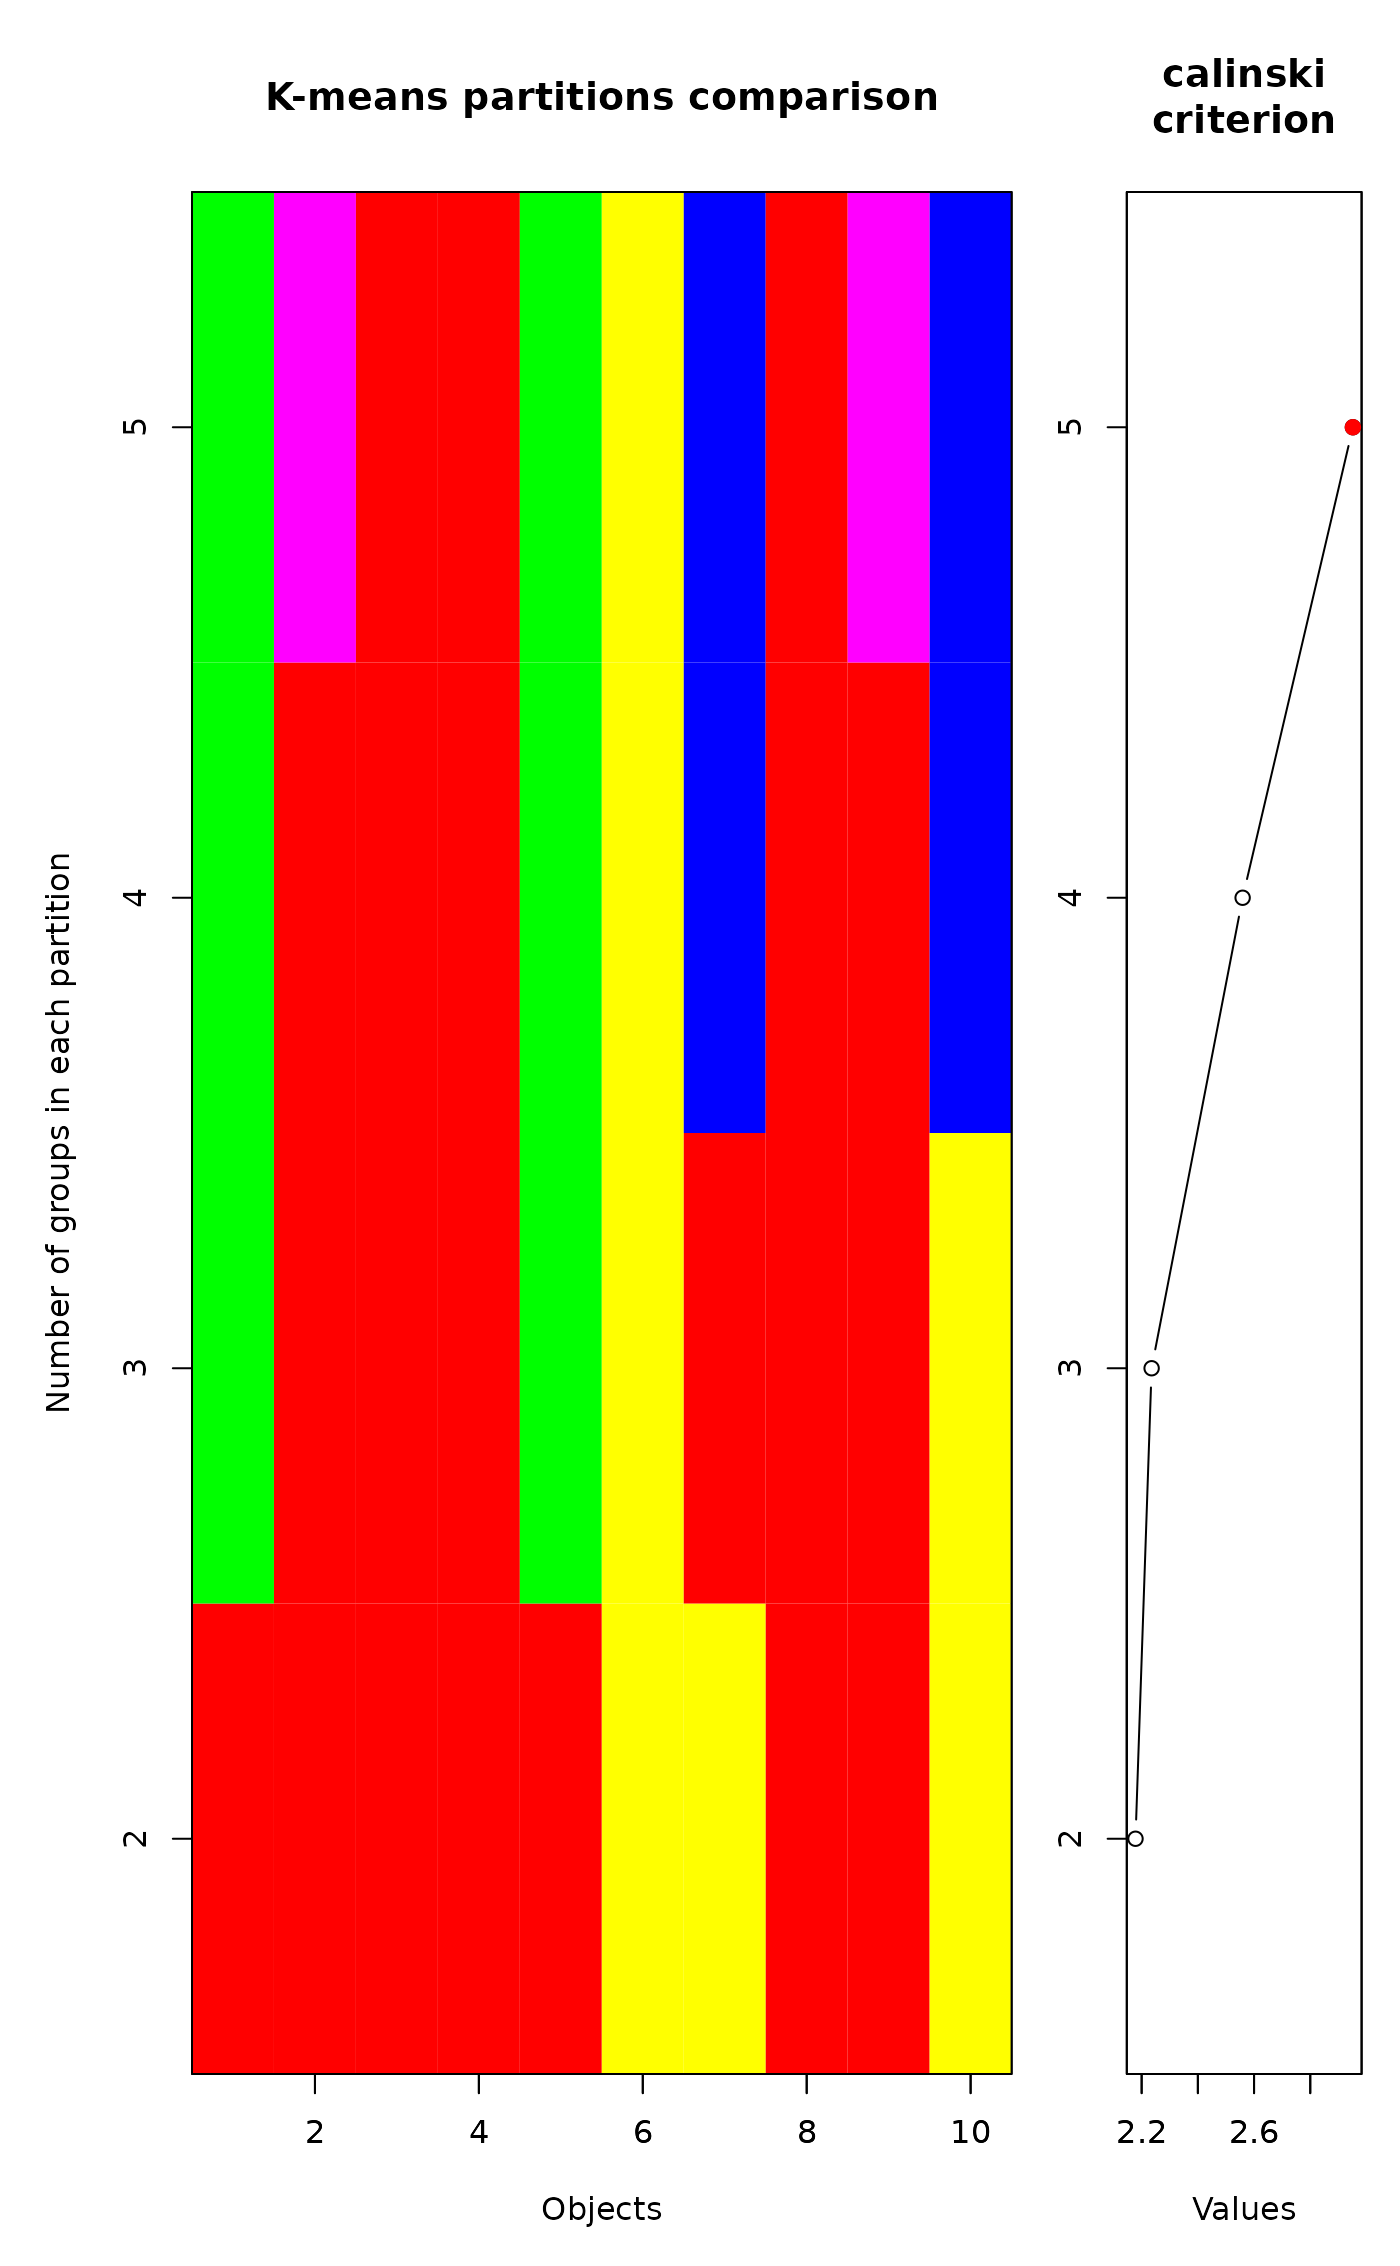 K-means partitions comparison
calinski
criterion
Number of groups in each partition
5
4
3
2
2 4 6 8 10
Objects
5
4
3
2
2.2 2.6
Values